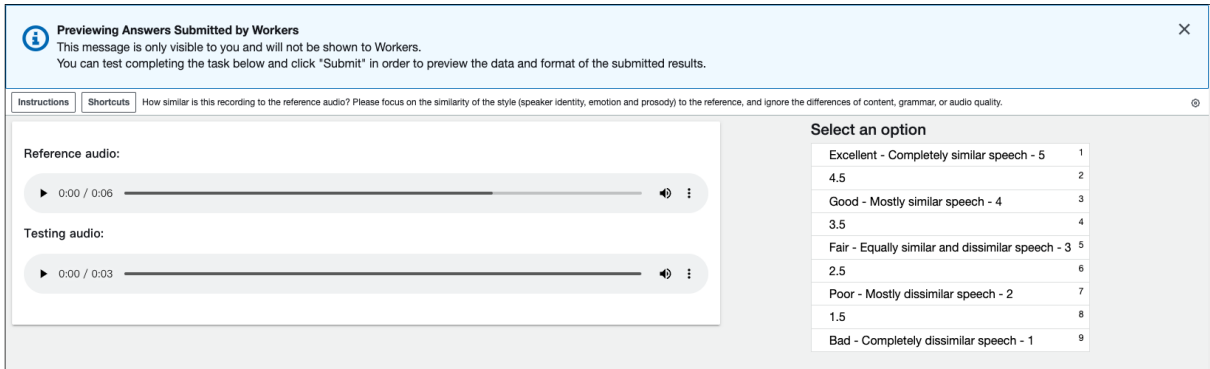 Previewing Answers Submitted by Workers
This message is only visible to you and will not be shown to Workers.
You can test completing the task below and click "Submit" in order to preview the data and format of the submitted results.
Instructions Shortcuts How similar is this recording to the reference audio? Please focus on the similarity of the style (speaker identity, emotion and prosody) to the reference, and ignore the differences of content, grammar, or audio quality.
Reference audio:
0:00 / 0:06
Testing audio:
0:00 / 0:03
Select an option
Excellent - Completely similar speech - 5 1
4.5 2
Good - Mostly similar speech - 4 3
3.5 4
Fair - Equally similar and dissimilar speech - 3 5
2.5 6
Poor - Mostly dissimilar speech - 2 7
1.5 8
Bad - Completely dissimilar speech - 1 9